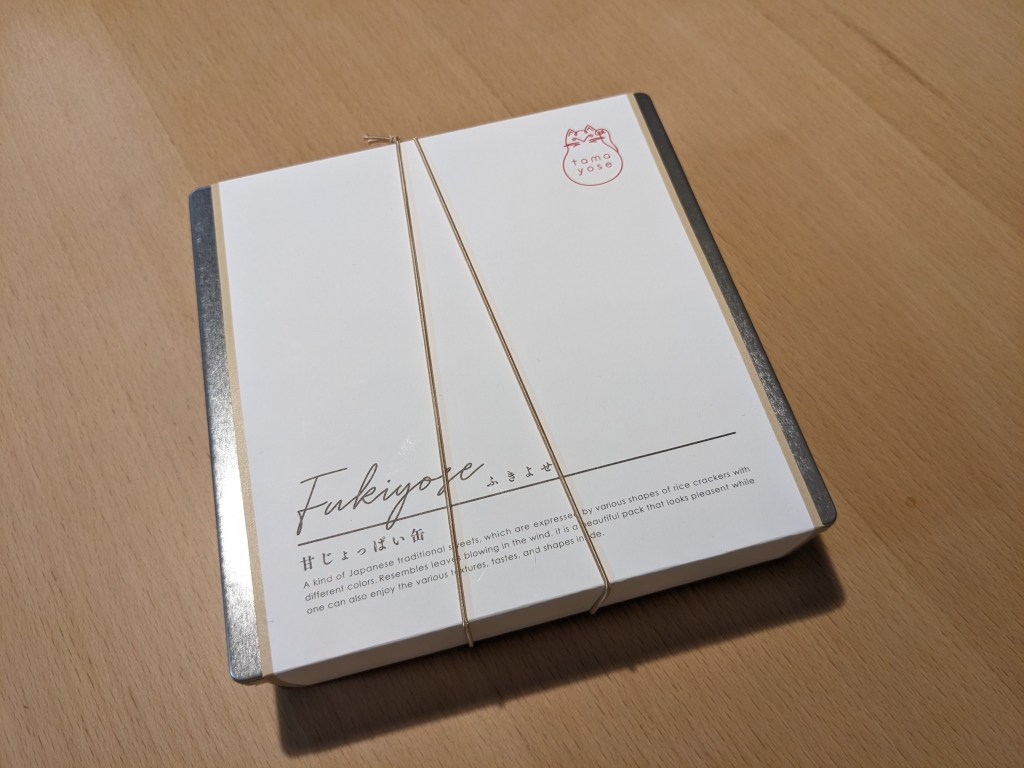 tama
yose
Fukiyose ふきよせ
甘じょっぱい缶
A kind of Japanese traditional sweets, which are expressed by various shapes of rice crackers with
different colors. Resembles leaves blowing in the wind, it is a beautiful pack that looks pleasent while
one can also enjoy the various textures, tastes, and shapes inside.